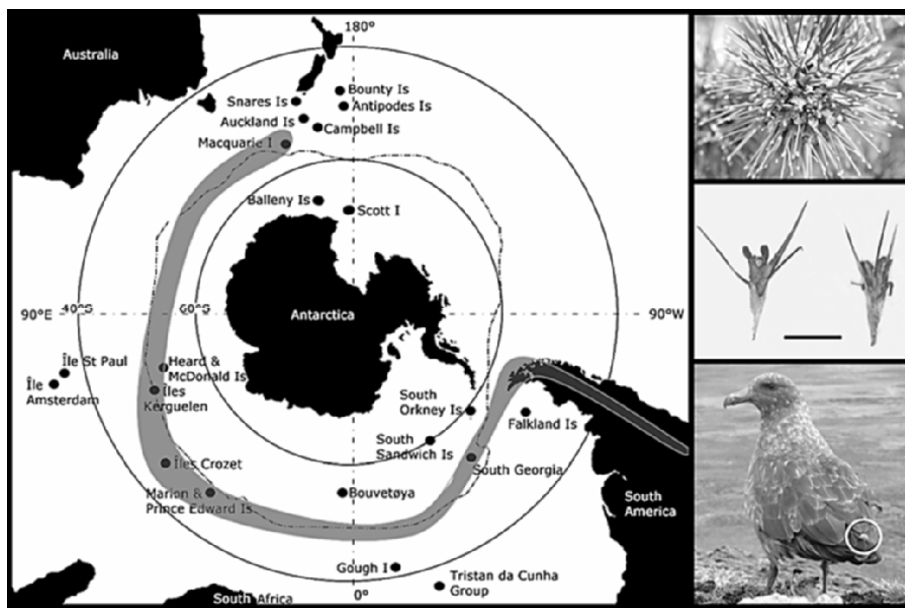 180°
Australia
Bounty Is
Snares Is
Antipodes Is
Auckland Is
Campbell Is
Macquarie I
Balleny Is
Scott I
90°E
40°S
60°S
Antarctica
90°W
Île St Paul
Heard &
McDonald Is
Île
Amsterdam
Îles
Kerguelen
South
Orkney Is
Falkland Is
South
Sandwich Is
Îles Crozet
South Georgia
Marion &
Prince Edward Is
Bouvetøya
South
America
Gough I
Tristan da Cunha
Group
South Africa
0°